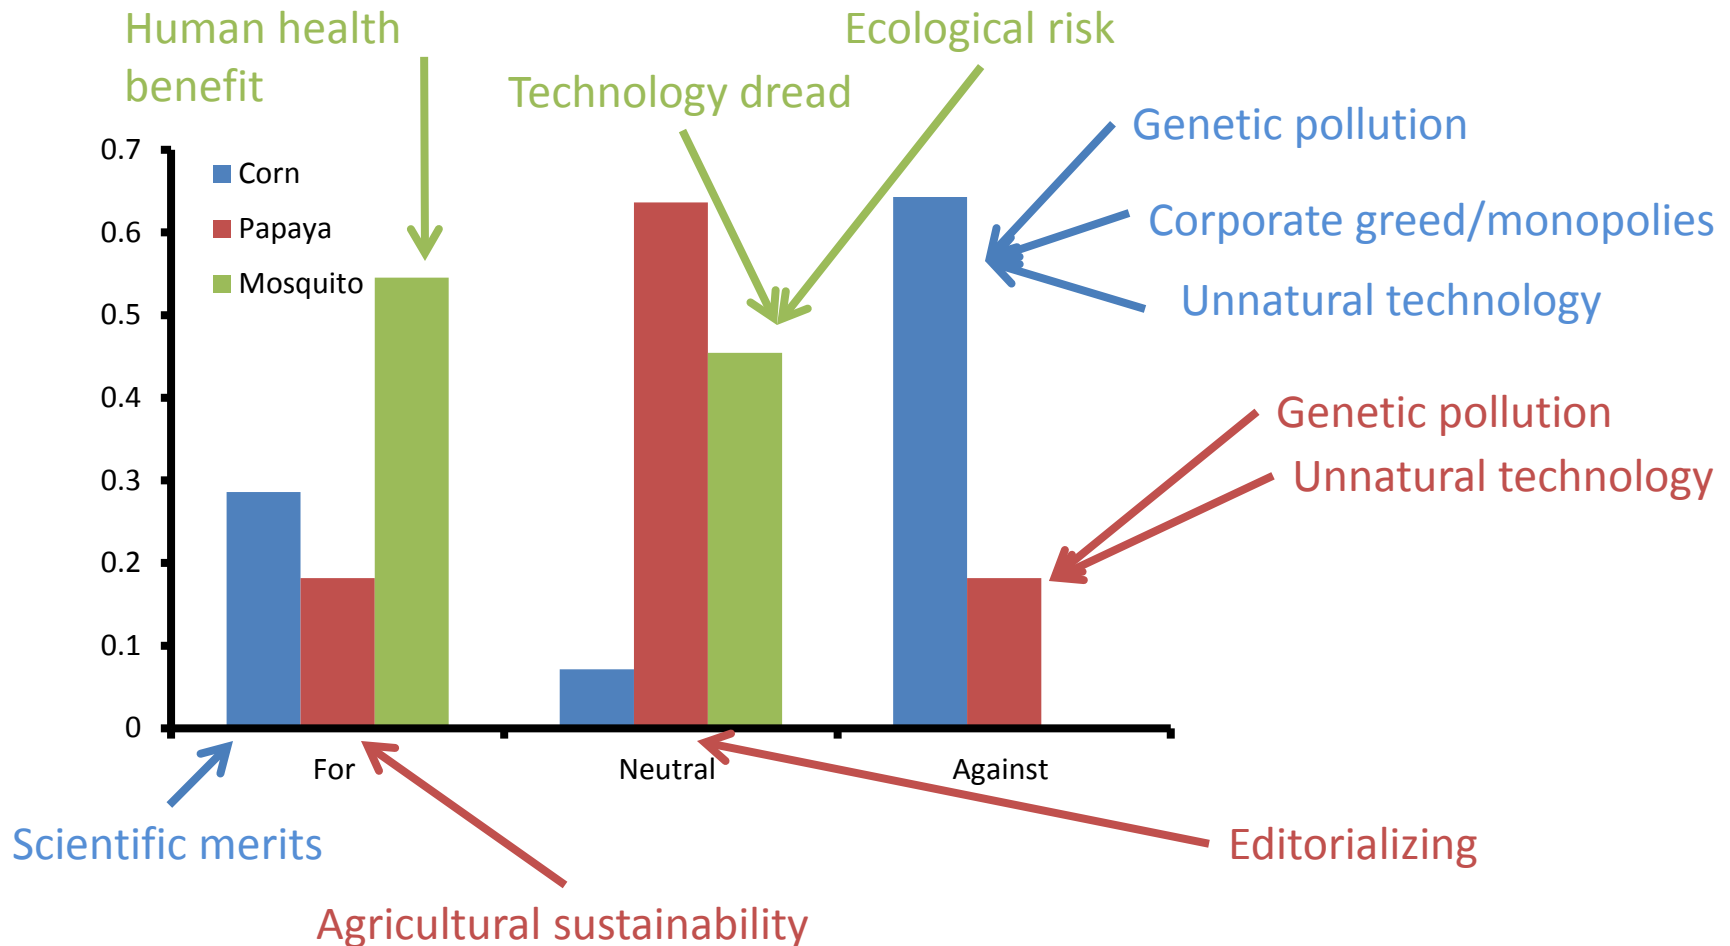 Human health
benefit
Ecological risk
Technology dread
Genetic pollution
Corporate greed/monopolies
Unnatural technology
Genetic pollution
Unnatural technology
0.7
0.6
0.5
0.4
0.3
0.2
0.1
0
Corn
Papaya
Mosquito
For
Neutral
Against
Scientific merits
Editorializing
Agricultural sustainability